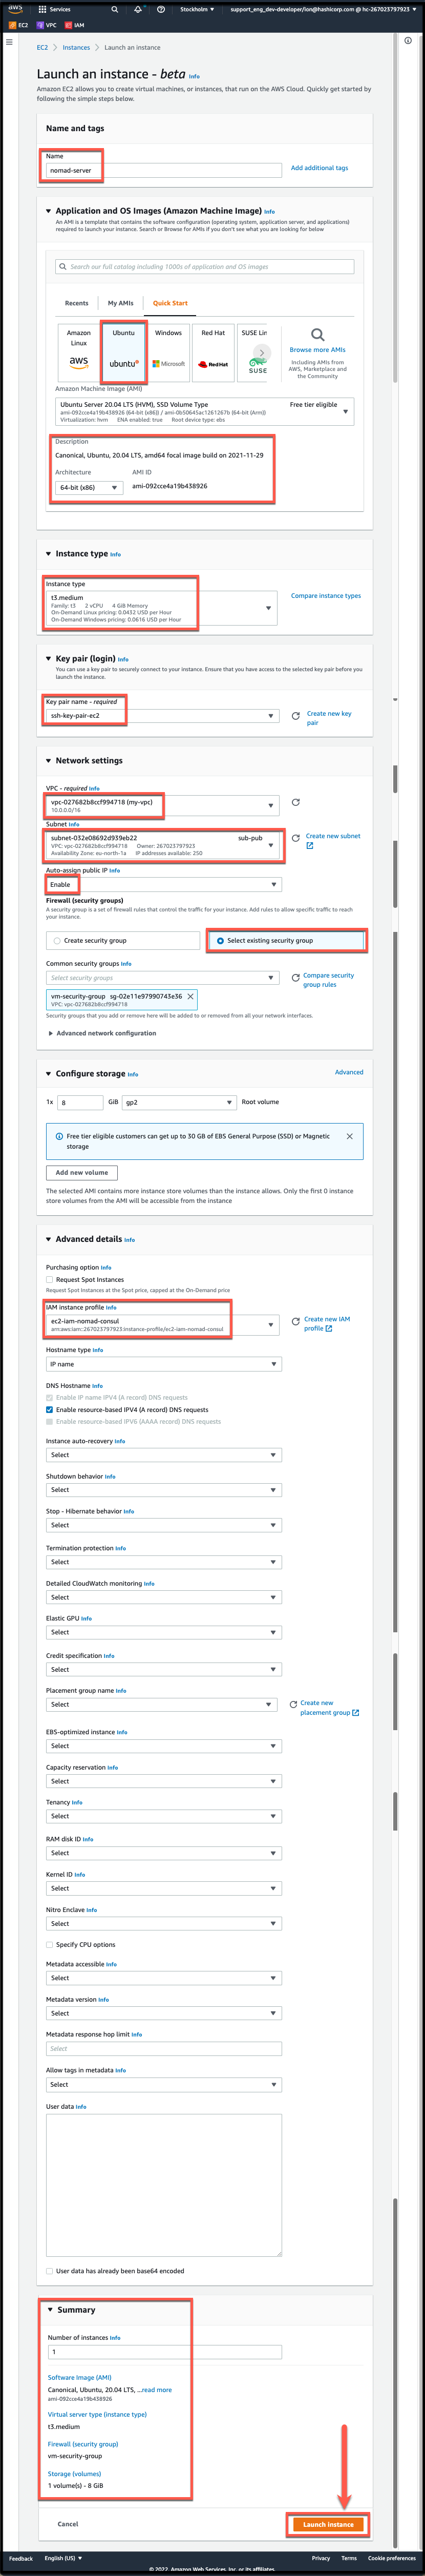 aws
Services
Stockholm
support_eng_dev-developer/ion@hashicorp.com @ hc-267023797923
EC2
VPC
IAM
EC2 > Instances > Launch an instance
Launch an instance - beta Info
Amazon EC2 allows you to create virtual machines, or instances, that run on the AWS Cloud. Quickly get started by
following the simple steps below.
Name and tags
Name
nomad-server
Add additional tags
Application and OS Images (Amazon Machine Image) Info
An AMI is a template that contains the software configuration (operating system, application server, and applications)
required to launch your instance. Search or Browse for AMIs if you don't see what you are looking for below
Search our full catalog including 1000s of application and OS images
Recents
My AMIs
Quick Start
Amazon
Linux
aws
Ubuntu
ubuntu
Windows
Microsoft
Red Hat
RedHat
SUSE Lin
SUSE
Browse more AMIs
Including AMIs from
AWS, Marketplace and
the Community
Amazon Machine Image (AMI)
Ubuntu Server 20.04 LTS (HVM), SSD Volume Type
Free tier eligible
ami-092cce4a19b438926 (64-bit (x86)) / ami-0b50645ac1261267b (64-bit (Arm))
Virtualization: hvm ENA enabled: true Root device type: ebs
Description
Canonical, Ubuntu, 20.04 LTS, amd64 focal image build on 2021-11-29
Architecture
AMI ID
64-bit (x86)
ami-092cce4a19b438926
Instance type Info
Instance type
t3.medium
Family: t3 2 vCPU 4 GiB Memory
On-Demand Linux pricing: 0.0432 USD per Hour
On-Demand Windows pricing: 0.0616 USD per Hour
Compare instance types
Key pair (login) Info
You can use a key pair to securely connect to your instance. Ensure that you have access to the selected key pair before you
launch the instance.
Key pair name - required
ssh-key-pair-ec2
Create new key
pair
Network settings
VPC - required Info
vpc-027682b8ccf994718 (my-vpc)
10.0.0.0/16
Subnet Info
subnet-032e08692d939eb22
sub-pub
VPC: vpc-027682b8ccf994718 Owner: 267023797923
Availability Zone: eu-north-1a IP addresses available: 250
Create new subnet
Auto-assign public IP Info
Enable
Firewall (security groups)
A security group is a set of firewall rules that control the traffic for your instance. Add rules to allow specific traffic to reach
your instance.
Create security group
Select existing security group
Common security groups Info
Select security groups
Compare security
group rules
vm-security-group sg-02e11e97990743e36
VPC: vpc-027682b8ccf994718
Security groups that you add or remove here will be added to or removed from all your network interfaces.
Advanced network configuration
Configure storage Info
Advanced
1x
8
GiB
gp2
Root volume
Free tier eligible customers can get up to 30 GB of EBS General Purpose (SSD) or Magnetic
storage
Add new volume
The selected AMI contains more instance store volumes than the instance allows. Only the first 0 instance
store volumes from the AMI will be accessible from the instance
Advanced details Info
Purchasing option Info
Request Spot Instances
Request Spot Instances at the Spot price, capped at the On-Demand price
IAM instance profile Info
ec2-iam-nomad-consul
arn:aws:iam::267023797923:instance-profile/ec2-iam-nomad-consul
Create new IAM
profile
Hostname type Info
IP name
DNS Hostname Info
Enable IP name IPV4 (A record) DNS requests
Enable resource-based IPV4 (A record) DNS requests
Enable resource-based IPV6 (AAAA record) DNS requests
Instance auto-recovery Info
Select
Shutdown behavior Info
Select
Stop - Hibernate behavior Info
Select
Termination protection Info
Select
Detailed CloudWatch monitoring Info
Select
Elastic GPU Info
Select
Credit specification Info
Select
Placement group name Info
Select
Create new
placement group
EBS-optimized instance Info
Select
Capacity reservation Info
Select
Tenancy Info
Select
RAM disk ID Info
Select
Kernel ID Info
Select
Nitro Enclave Info
Select
Specify CPU options
Metadata accessible Info
Select
Metadata version Info
Select
Metadata response hop limit Info
Select
Allow tags in metadata Info
Select
User data Info
User data has already been base64 encoded
Summary
Number of instances Info
1
Software Image (AMI)
Canonical, Ubuntu, 20.04 LTS, ...read more
ami-092cce4a19b438926
Virtual server type (instance type)
t3.medium
Firewall (security group)
vm-security-group
Storage (volumes)
1 volume(s) - 8 GiB
Cancel
Launch instance
Feedback
English (US)
Privacy
Terms
Cookie preferences
© 2022, Amazon Web Services, Inc. or its affiliates.